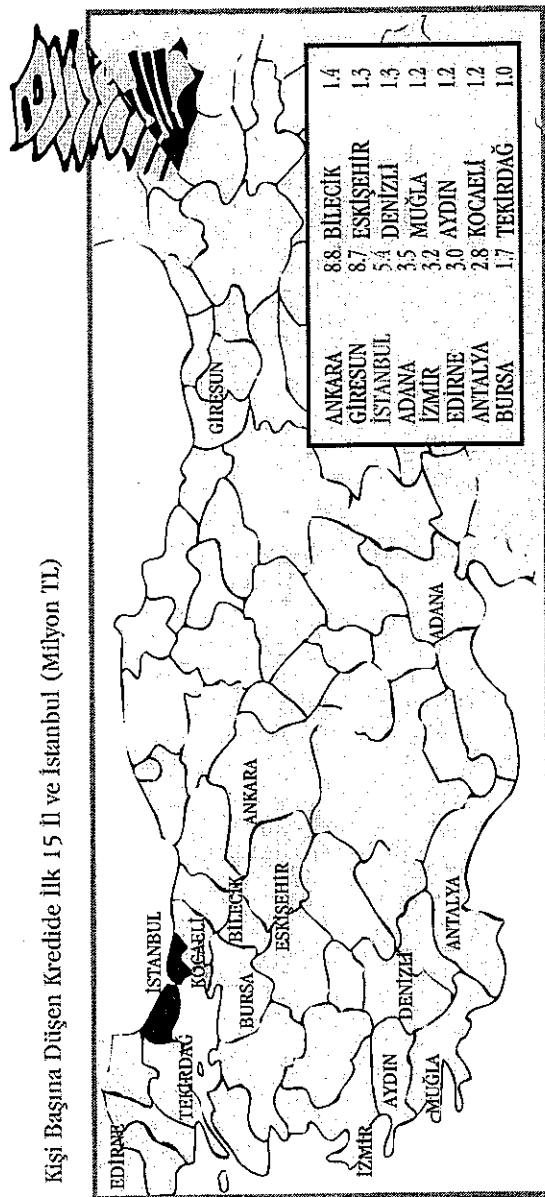 Kişi Başına Düşen Kredide İlk 15 İl ve İstanbul (Milyon TL)
EDİRNE
TEKİRDAĞ
İSTANBUL
KOCAELİ
BURSA
BİLECİK
ESKİŞEHİR
ANKARA
GİRESUN
İZMİR
AYDIN
MUĞLA
DENİZLİ
ANTALYA
ADANA
ANKARA 8.8 BİLECİK 1.4
GİRESUN 8.7 ESKİŞEHİR 1.3
İSTANBUL 5.4 DENİZLİ 1.3
ADANA 3.5 MUĞLA 1.2
İZMİR 3.2 AYDIN 1.2
EDİRNE 3.0 KOCAELİ 1.2
ANTALYA 2.8 TEKİRDAĞ 1.0
BURSA 1.7